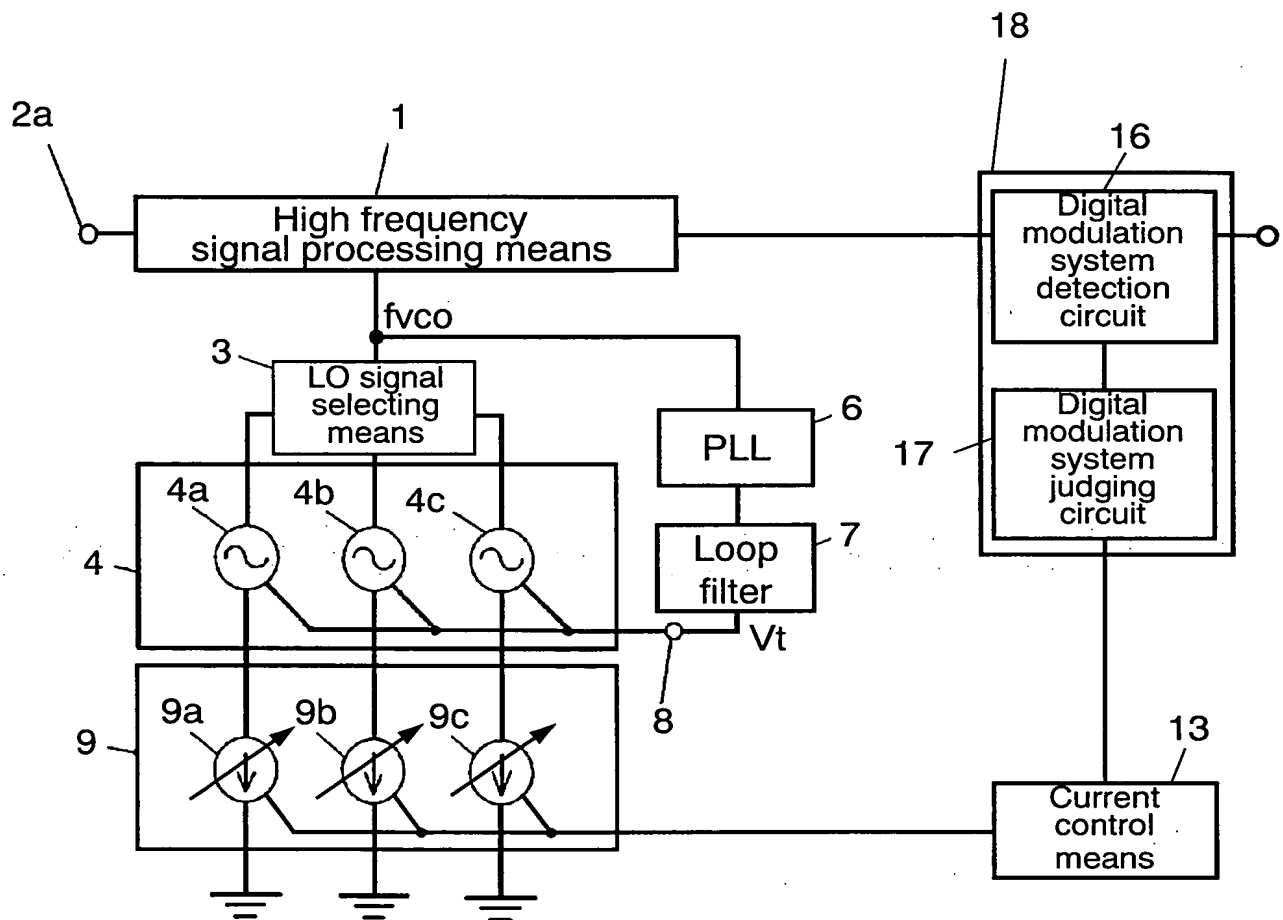 18
2a
1
16
High frequency
signal processing means
Digital
modulation
system
detection
circuit
fvco
3
LO signal
selecting
means
6
PLL
17
Digital
modulation
system
judging
circuit
4a
4b
4c
4
7
Loop
filter
Vt
8
9a
9b
9c
9
13
Current
control
means